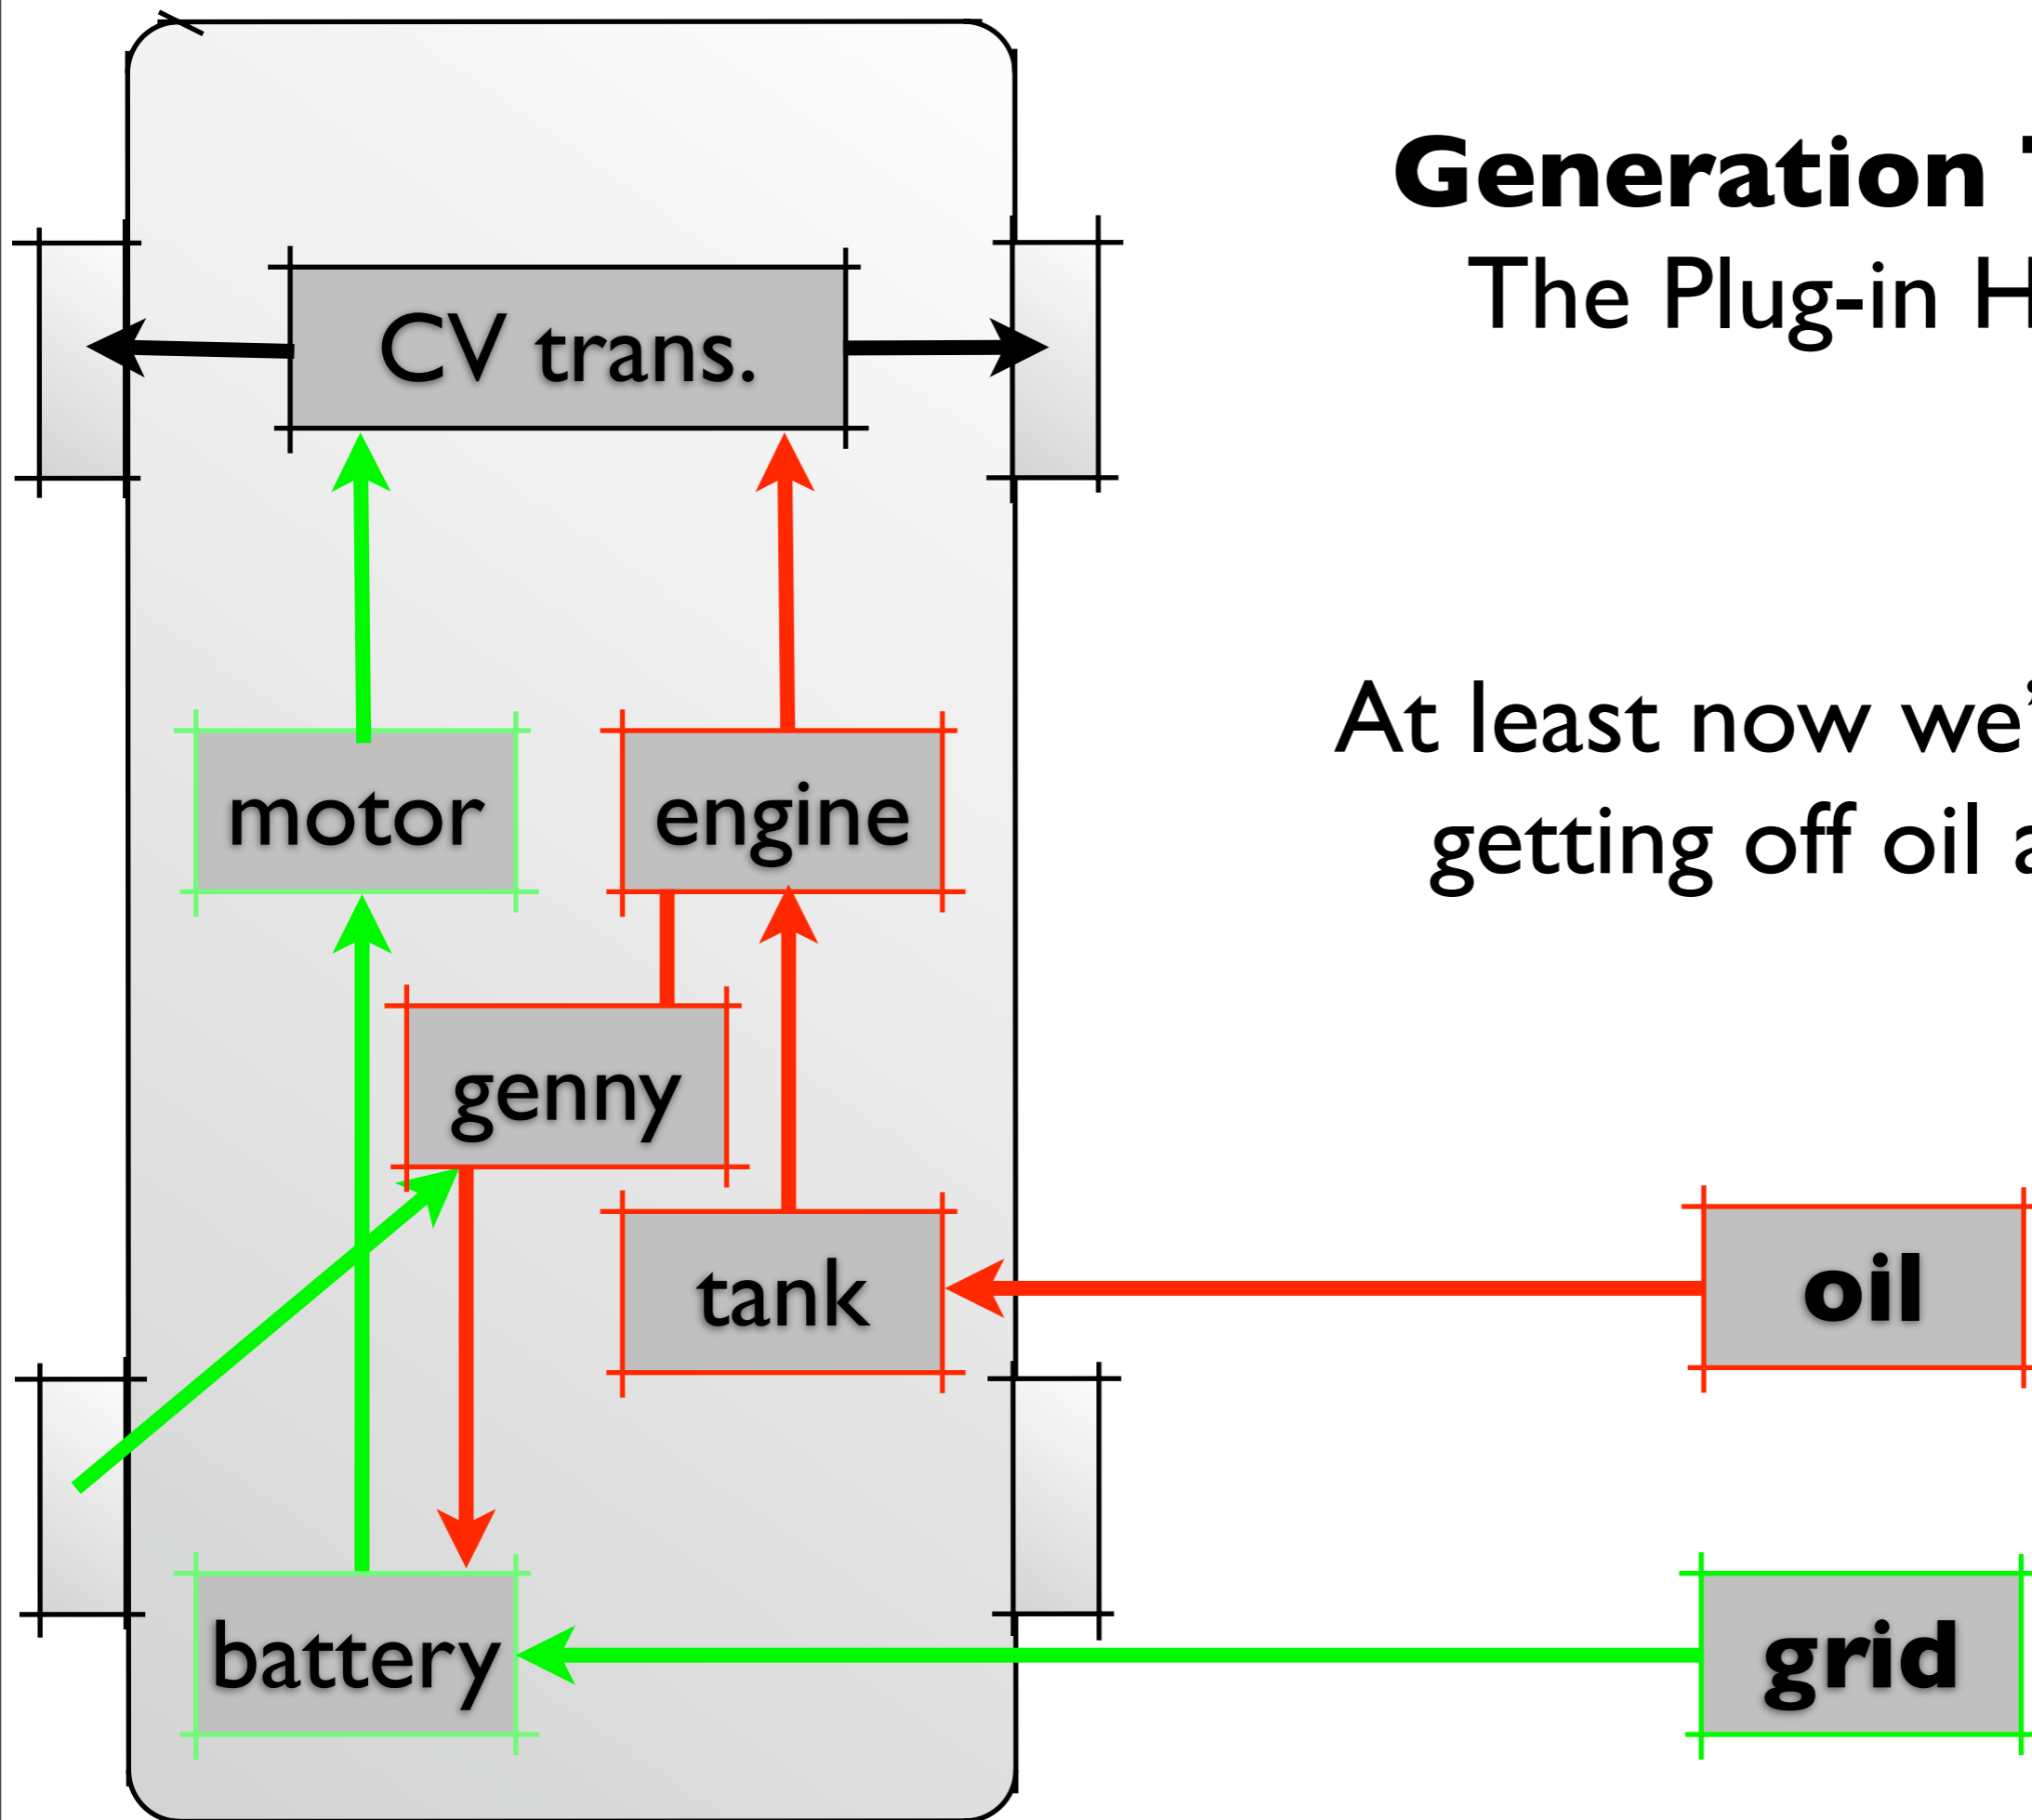 Generation
The Plug-in
CV trans.
At least now we'
motor
engine
getting off oil
genny
tank
oil
battery
grid